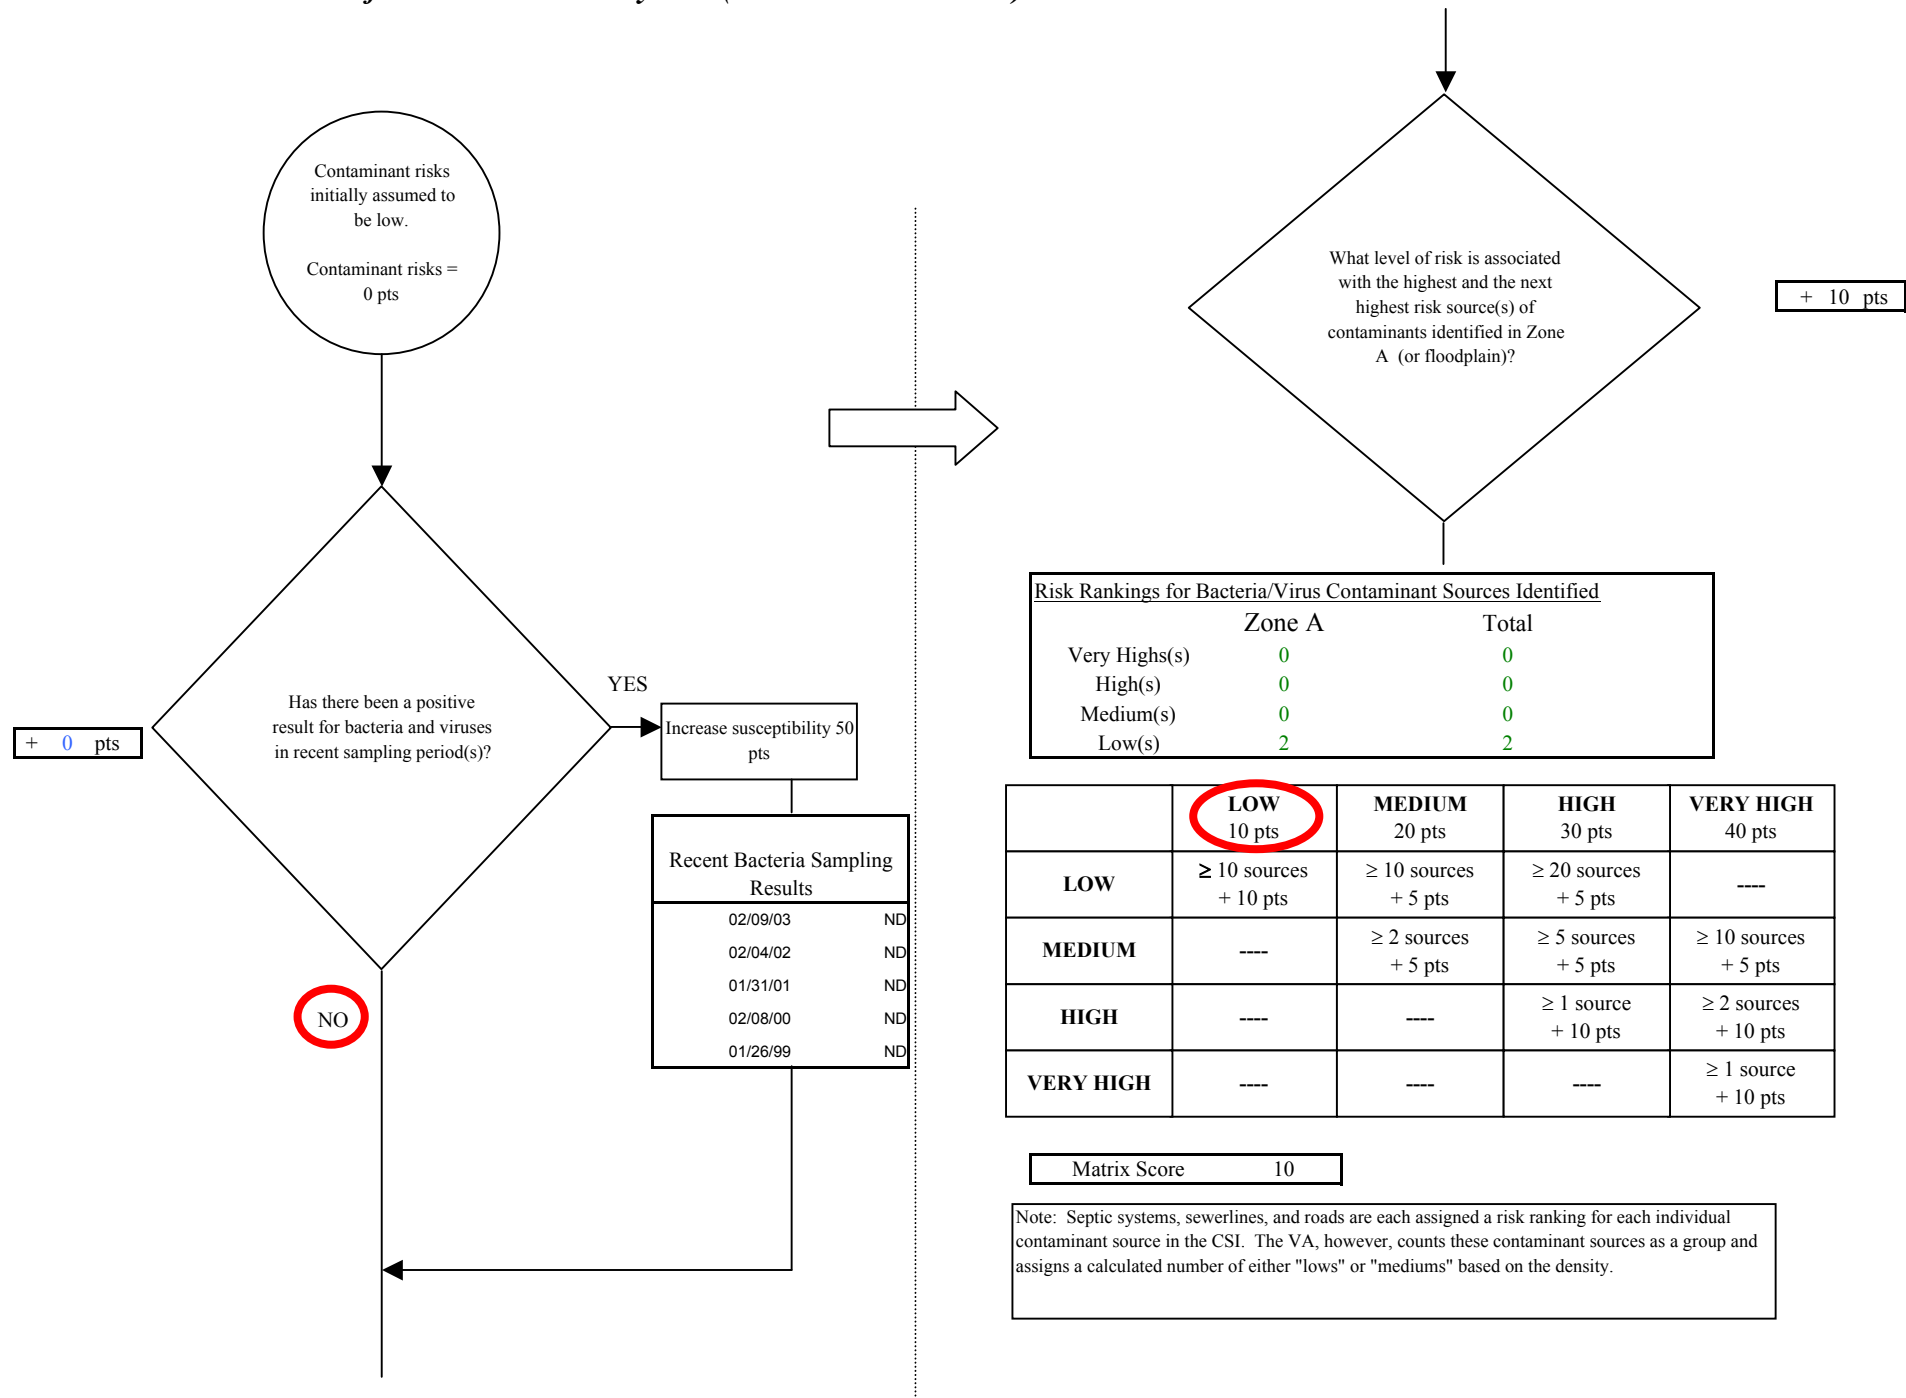 Contaminant risks
initially assumed to
be low.
Contaminant risks =
0 pts
Has there been a positive
result for bacteria and viruses
in recent sampling period(s)?
+ 0 pts
YES
Increase susceptibility 50
pts
Recent Bacteria Sampling
Results
02/09/03 ND
02/04/02 ND
01/31/01 ND
02/08/00 ND
01/26/99 ND
NO
What level of risk is associated
with the highest and the next
highest risk source(s) of
contaminants identified in Zone
A (or floodplain)?
+ 10 pts
Risk Rankings for Bacteria/Virus Contaminant Sources Identified
Zone A Total
Very Highs(s) 0 0
High(s) 0 0
Medium(s) 0 0
Low(s) 2 2
LOW MEDIUM HIGH VERY HIGH
10 pts 20 pts 30 pts 40 pts
LOW ≥ 10 sources ≥ 10 sources ≥ 20 sources ----
+ 10 pts + 5 pts + 5 pts
MEDIUM ---- ≥ 2 sources ≥ 5 sources ≥ 10 sources
+ 5 pts + 5 pts + 5 pts
HIGH ---- ---- ≥ 1 source ≥ 2 sources
+ 10 pts + 10 pts
VERY HIGH ---- ---- ---- ≥ 1 source
+ 10 pts
Matrix Score 10
Note: Septic systems, sewerlines, and roads are each assigned a risk ranking for each individual
contaminant source in the CSI. The VA, however, counts these contaminant sources as a group and
assigns a calculated number of either "lows" or "mediums" based on the density.